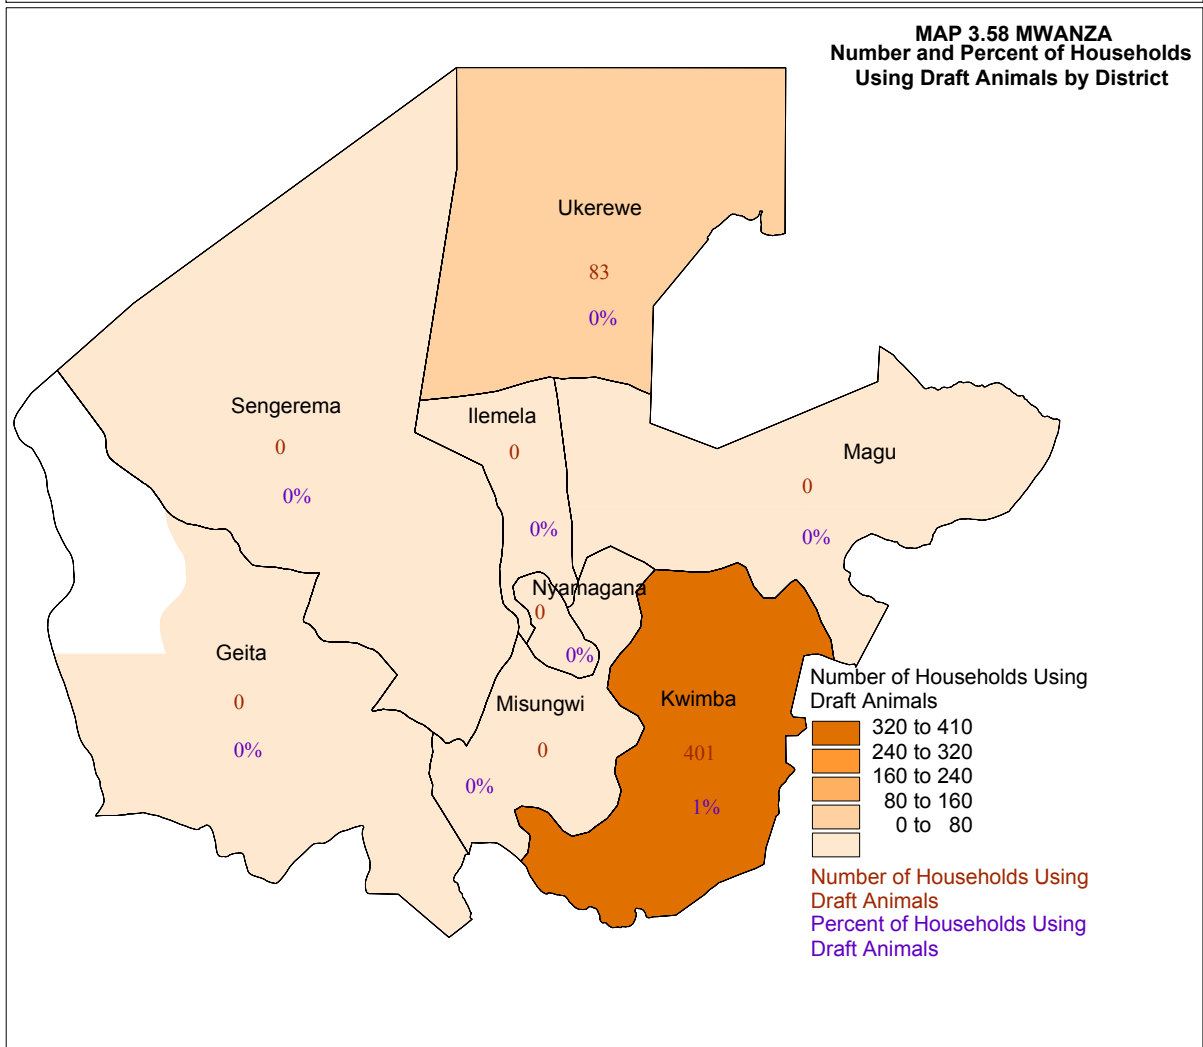 MAP 3.58 MWANZA
Number and Percent of Households
Using Draft Animals by District
Ukerewe
83
0%
Sengerema
0
0%
Ilemela
0
0%
Magu
0
0%
Nyamagana
0
0%
Geita
0
0%
Misungwi
0
0%
Kwimba
401
1%
Number of Households Using
Draft Animals
320 to 410
240 to 320
160 to 240
80 to 160
0 to 80
Number of Households Using
Draft Animals
Percent of Households Using
Draft Animals